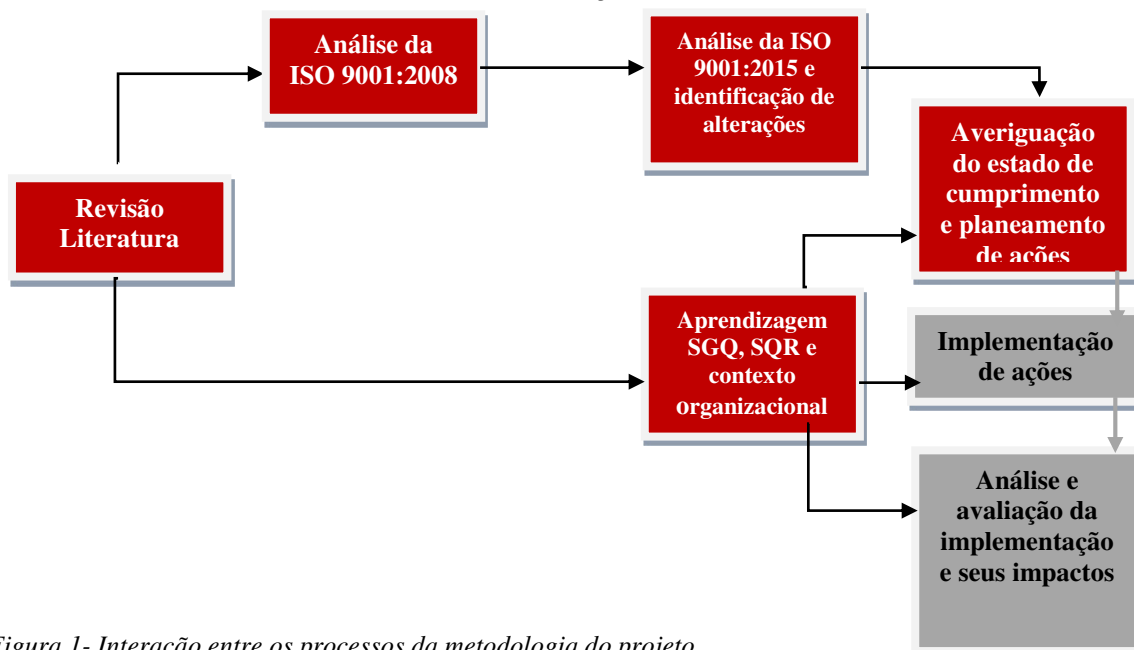 Análise da
ISO 9001:2008
Análise da ISO
9001:2015 e
identificação de
alterações
Averiguação
do estado de
cumprimento
e planeamento
de ações
Revisão
Literatura
Aprendizagem
SGQ, SQR e
contexto
organizacional
Implementação
de ações
Análise e
avaliação da
implementação
e seus impactos
Figura 1- Interação entre os processos da metodologia do projeto